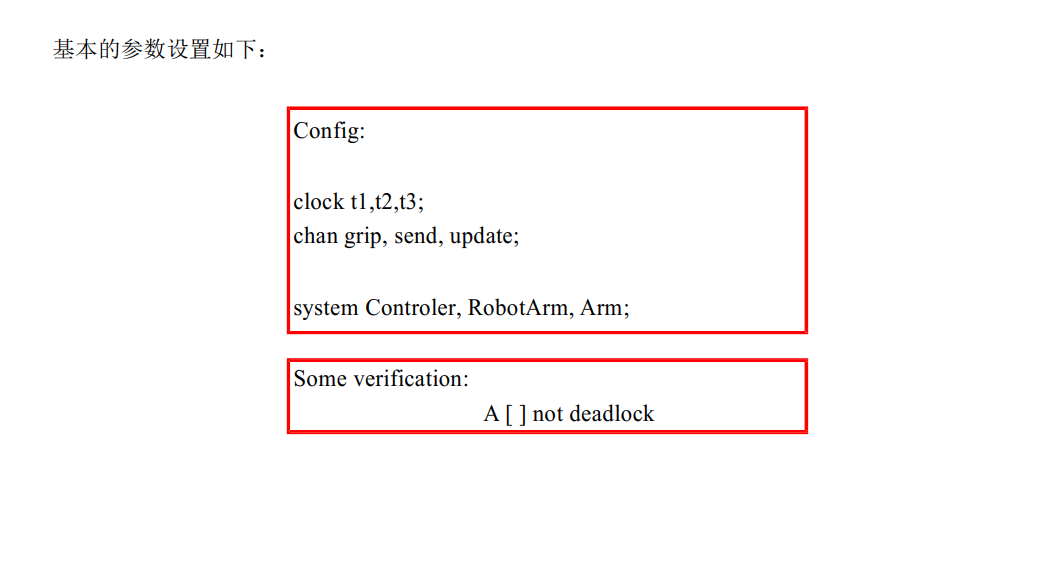 基本的参数设置如下：
Config:
clock t1,t2,t3;
chan grip, send, update;
system Controler, RobotArm, Arm;
Some verification:
A [ ] not deadlock